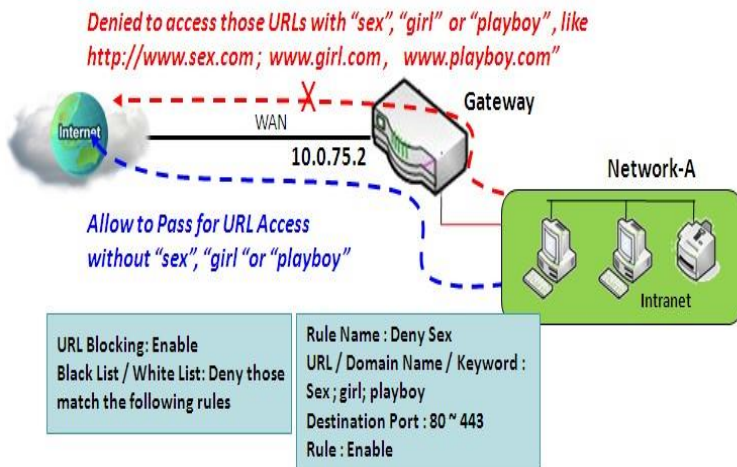 Denied to access those URLs with “sex”, “girl” or “playboy”, like
http://www.sex.com ; www.girl.com , www.playboy.com”
Gateway
WAN
Internet
10.0.75.2
Network-A
Allow to Pass for URL Access
without “sex”, “girl “or “playboy”
Intranet
URL Blocking: Enable
Black List / White List: Deny those
match the following rules
Rule Name : Deny Sex
URL / Domain Name / Keyword :
Sex ; girl; playboy
Destination Port : 80 ~ 443
Rule : Enable